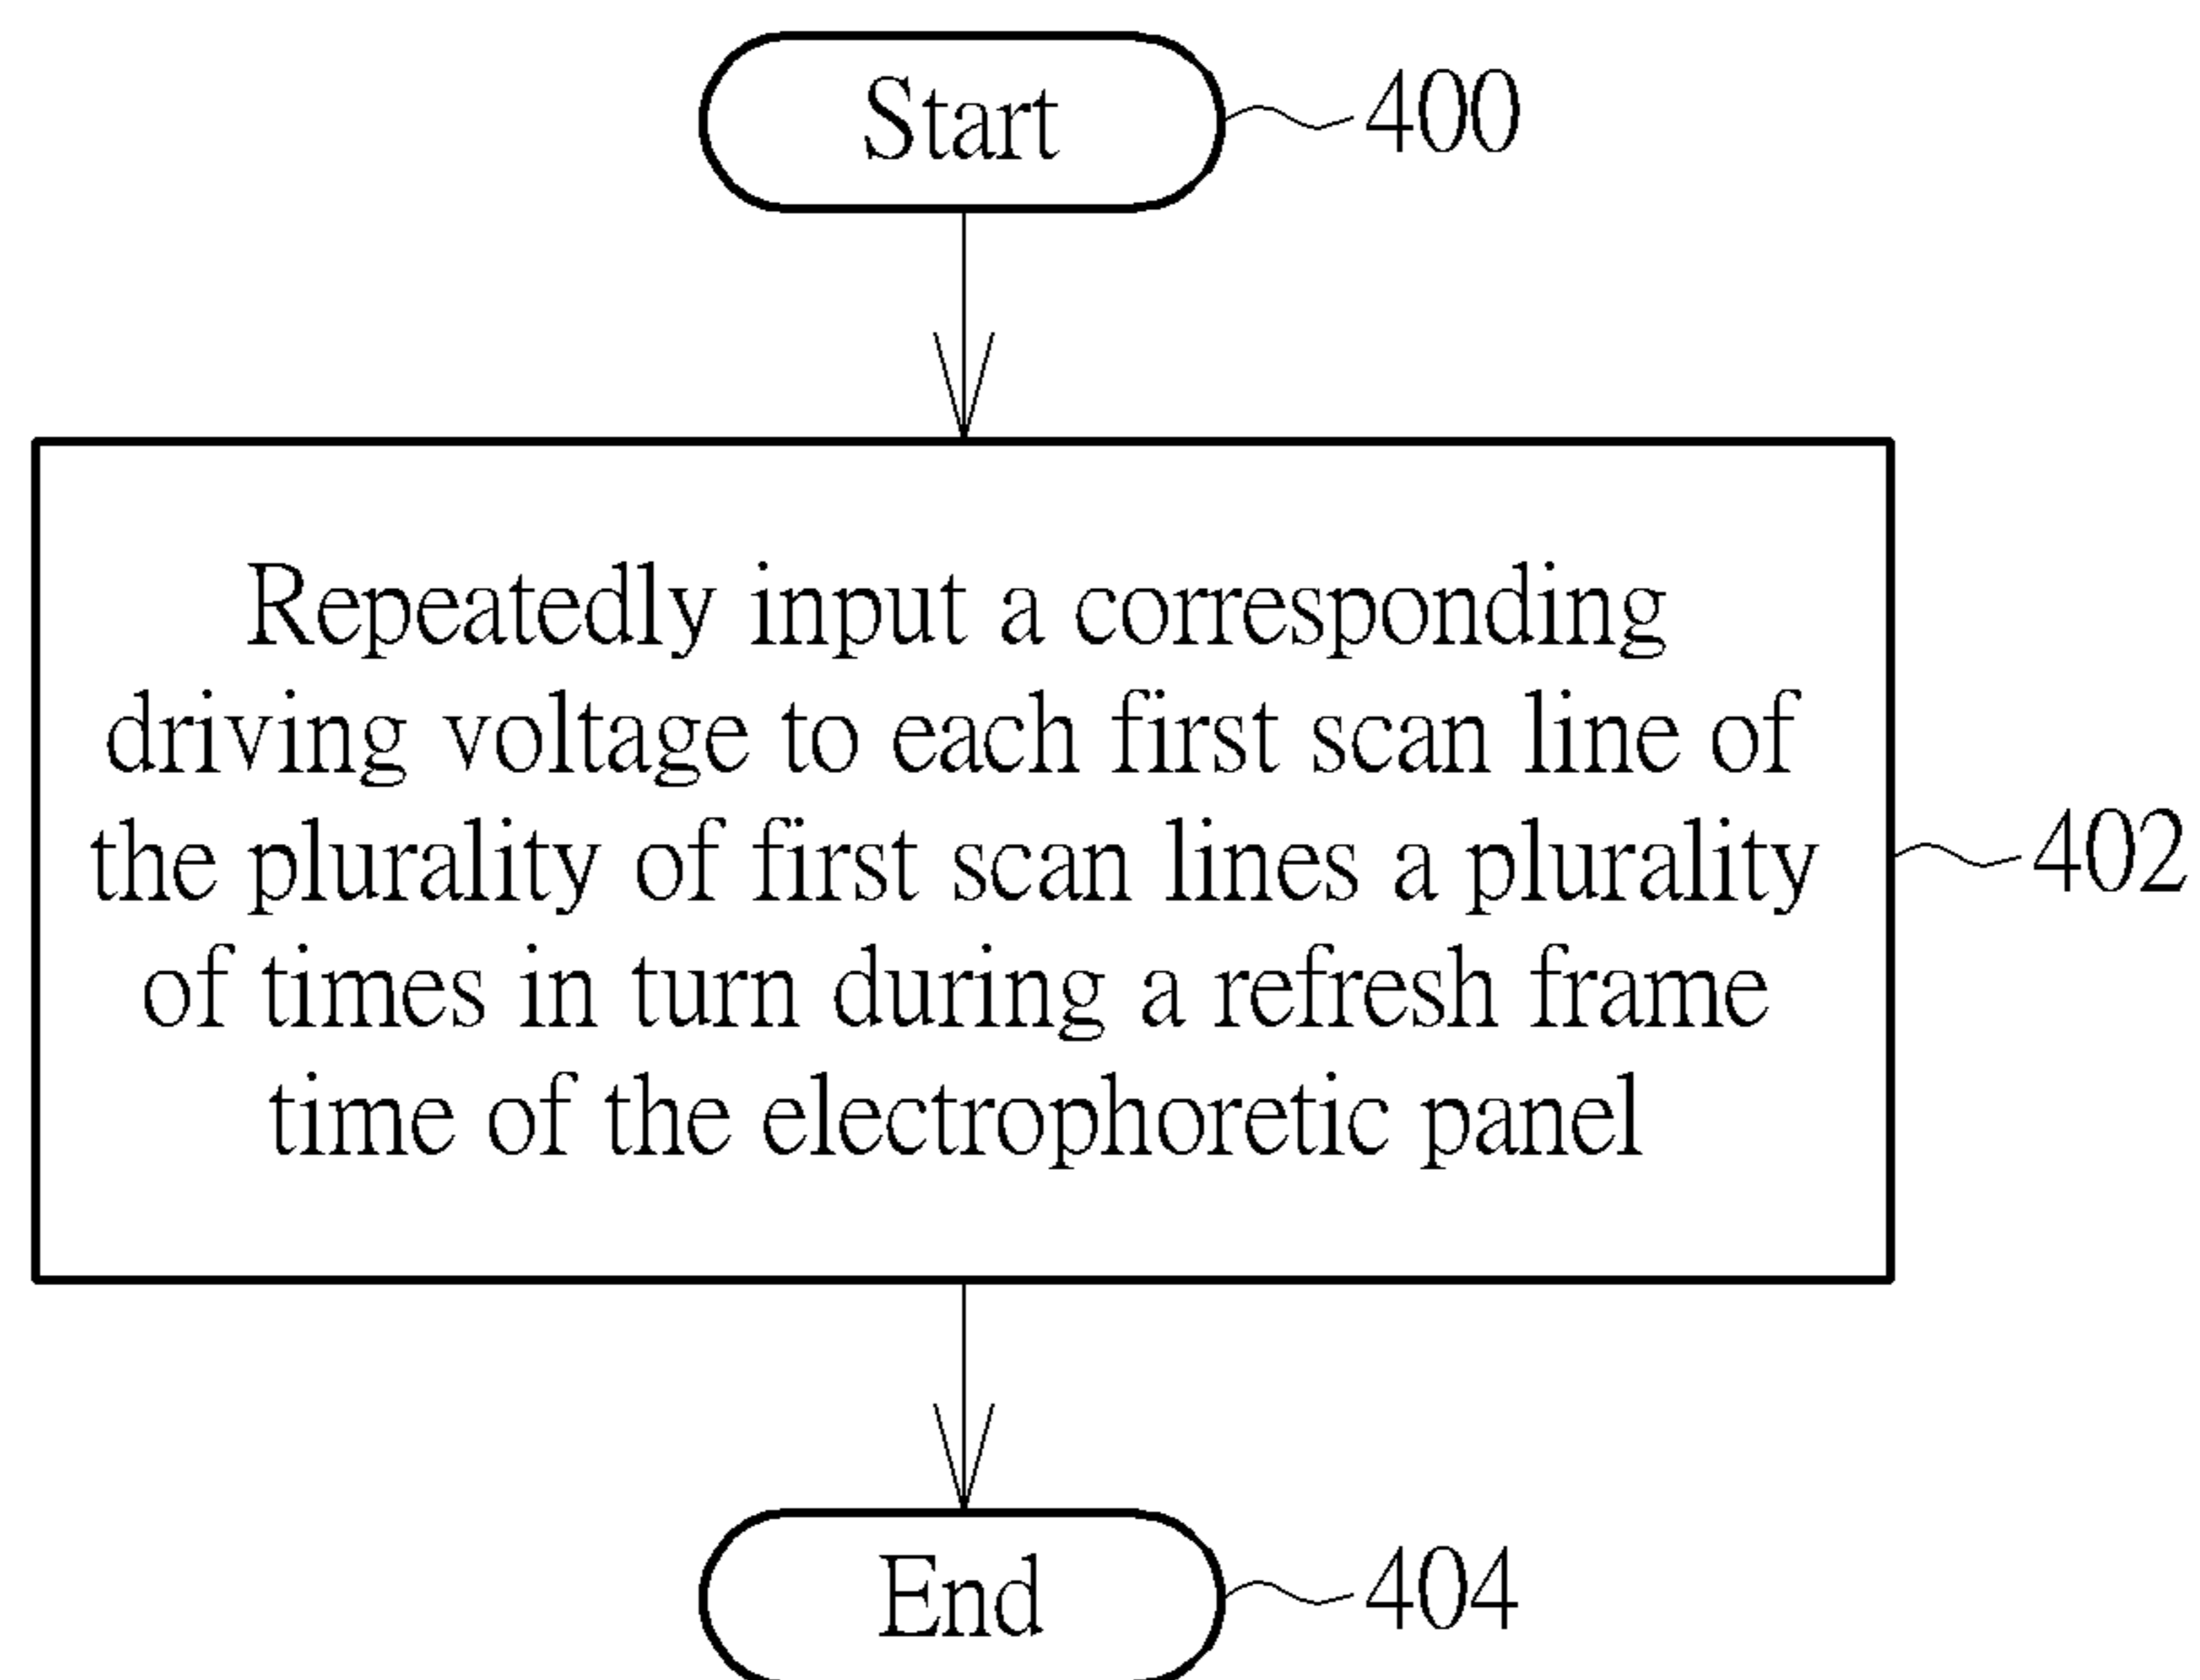 Start
400
Repeatedly input a corresponding
driving voltage to each first scan line of
the plurality of first scan lines a plurality
of times in turn during a refresh frame
time of the electrophoretic panel
402
End
404